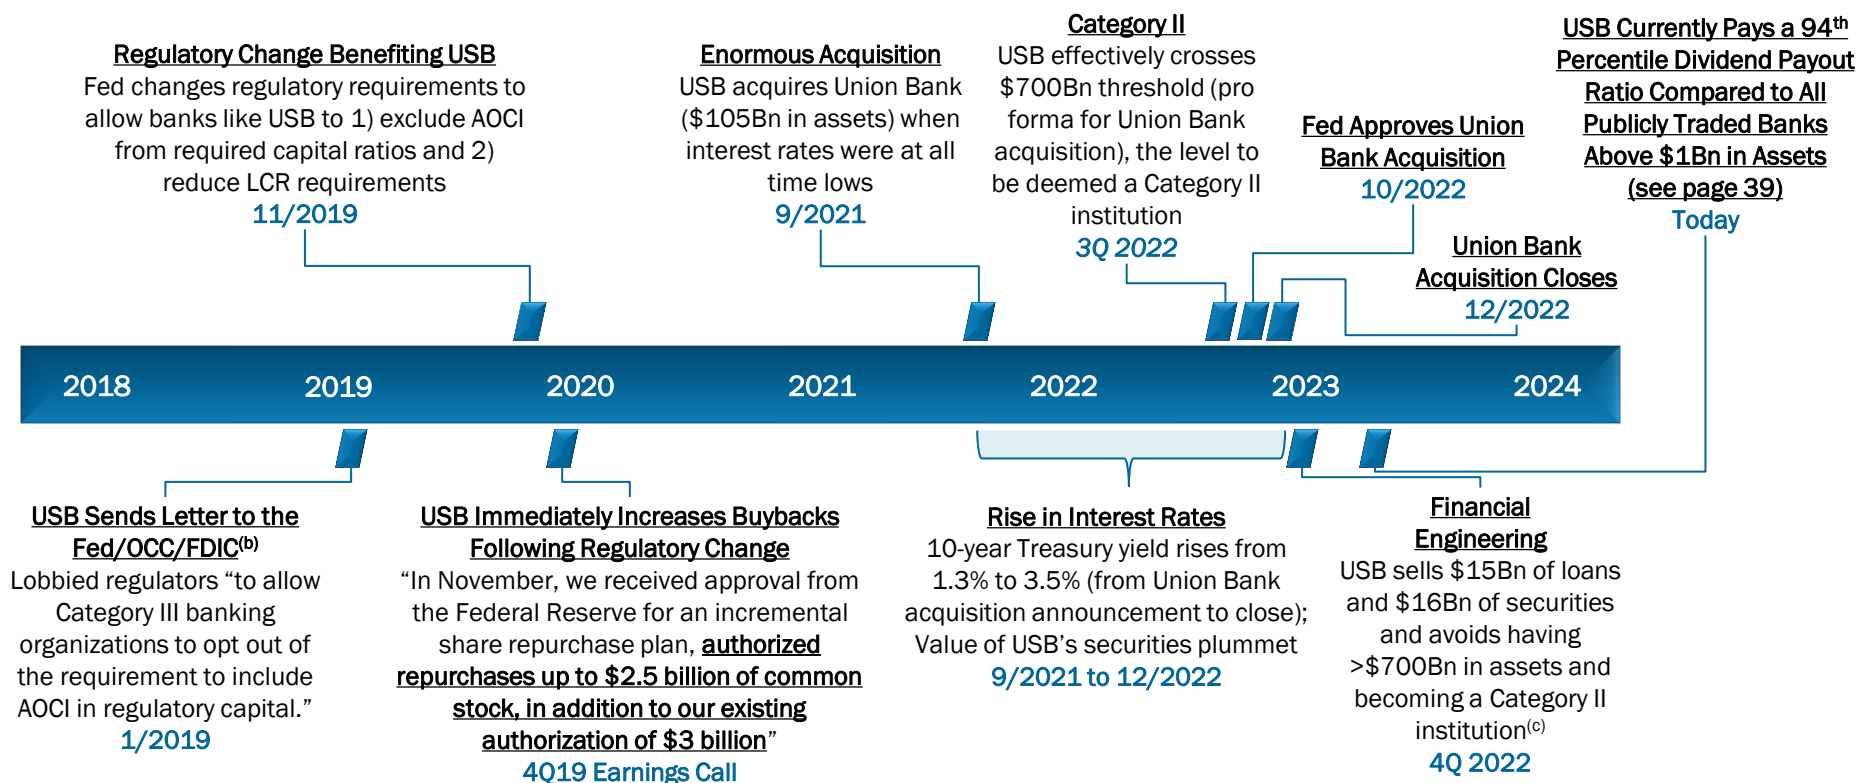 Regulatory Change Benefiting USB
Fed changes regulatory requirements to
allow banks like USB to 1) exclude AOCI
from required capital ratios and 2)
reduce LCR requirements
11/2019
Enormous Acquisition
USB acquires Union Bank
($105Bn in assets) when
interest rates were at all
time lows
9/2021
Category II
USB effectively crosses
$700Bn threshold (pro
forma for Union Bank
acquisition), the level to
be deemed a Category II
institution
3Q 2022
Fed Approves Union
Bank Acquisition
10/2022
Union Bank
Acquisition Closes
12/2022
USB Currently Pays a 94th
Percentile Dividend Payout
Ratio Compared to All
Publicly Traded Banks
Above $1Bn in Assets
(see page 39)
Today
2018 2019 2020 2021 2022 2023 2024
USB Sends Letter to the
Fed/OCC/FDIC(b)
Lobbied regulators “to allow
Category III banking
organizations to opt out of
the requirement to include
AOCI in regulatory capital.”
1/2019
USB Immediately Increases Buybacks
Following Regulatory Change
“In November, we received approval from
the Federal Reserve for an incremental
share repurchase plan, authorized
repurchases up to $2.5 billion of common
stock, in addition to our existing
authorization of $3 billion”
4Q19 Earnings Call
Rise in Interest Rates
10-year Treasury yield rises from
1.3% to 3.5% (from Union Bank
acquisition announcement to close);
Value of USB’s securities plummet
9/2021 to 12/2022
Financial
Engineering
USB sells $15Bn of loans
and $16Bn of securities
and avoids having
>$700Bn in assets and
becoming a Category II
institution(c)
4Q 2022